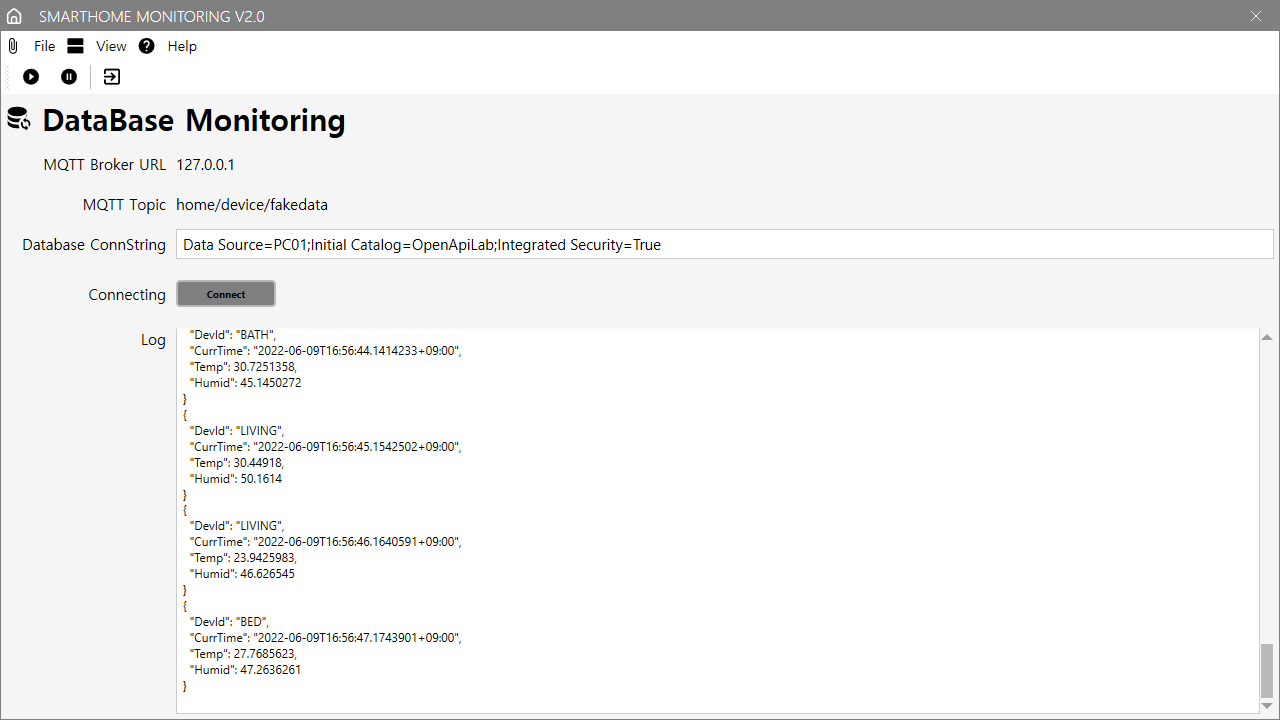 SMARTHOME MONITORING V2.0
File View Help
DataBase Monitoring
MQTT Broker URL 127.0.0.1
MQTT Topic home/device/fakedata
Database ConnString Data Source=PC01;Initial Catalog=OpenApiLab;Integrated Security=True
Connecting Connect
Log
"DevId": "BATH",
"CurrTime": "2022-06-09T16:56:44.1414233+09:00",
"Temp": 30.7251358,
"Humid": 45.1450272
}
{
"DevId": "LIVING",
"CurrTime": "2022-06-09T16:56:45.1542502+09:00",
"Temp": 30.44918,
"Humid": 50.1614
}
{
"DevId": "LIVING",
"CurrTime": "2022-06-09T16:56:46.1640591+09:00",
"Temp": 23.9425983,
"Humid": 46.626545
}
{
"DevId": "BED",
"CurrTime": "2022-06-09T16:56:47.1743901+09:00",
"Temp": 27.7685623,
"Humid": 47.2636261
}